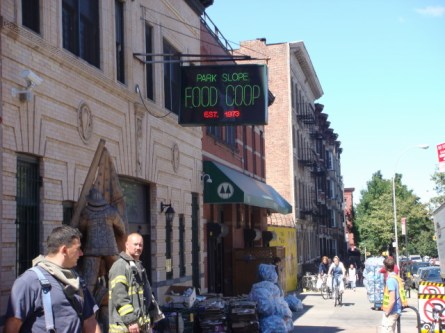 PARK SLOPE
FOOD COOP
EST. 1973